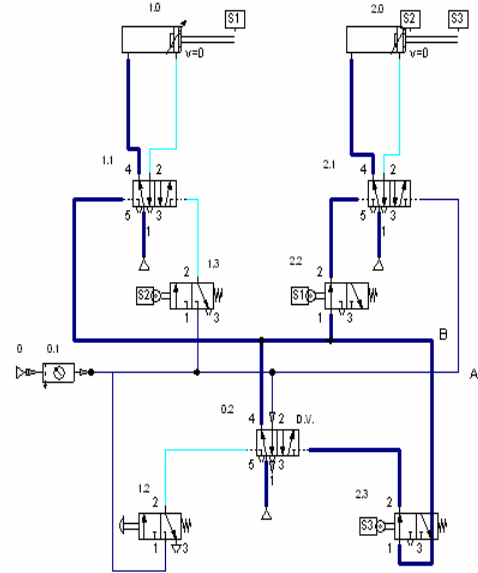 1.0 2.0
S1 S2 S3
v=0 v=0
1.1 4 2 2.1 4 2
5 3 5 3
1 1
1.3 2.2
2 2
S2 S1
1 3 1 3
B
0 0.1
A
0.2 4 2 D.V.
5 3
1
1.2 2 2.3 2
S3
1 3 1 3